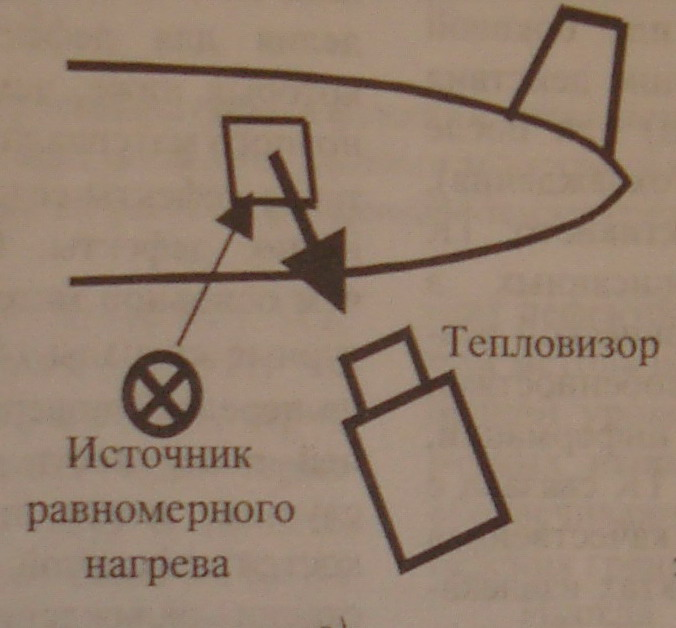 Тепловизор
Источник
равномерного
нагрева